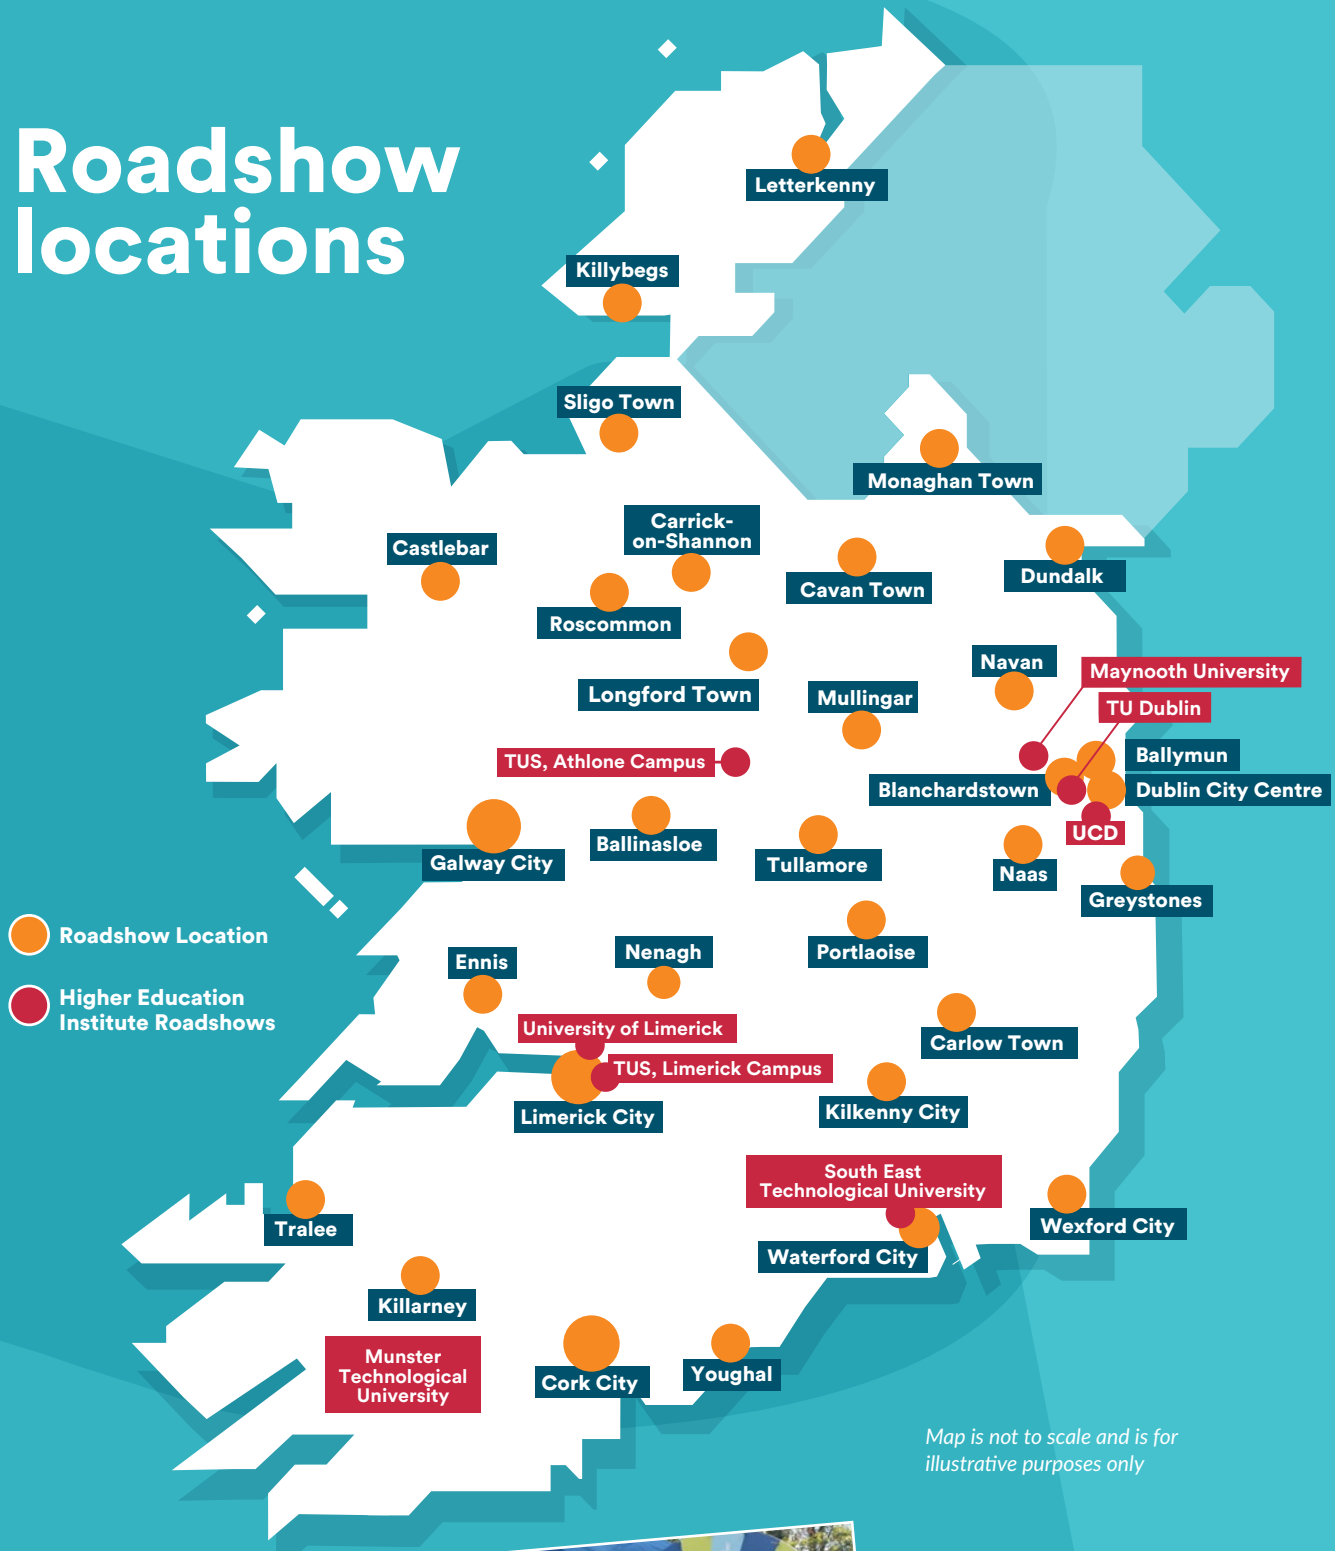 Roadshow
locations
Letterkenny
Killybegs
Sligo Town
Monaghan Town
Carrick-
on-Shannon
Castlebar
Cavan Town
Dundalk
Roscommon
Navan
Maynooth University
Longford Town
Mullingar
TU Dublin
TUS, Athlone Campus
Ballymun
Blanchardstown
Dublin City Centre
UCD
Galway City
Ballinasloe
Tullamore
Naas
Greystones
Roadshow Location
Ennis
Nenagh
Portlaoise
Higher Education
Institute Roadshows
University of Limerick
Carlow Town
TUS, Limerick Campus
Limerick City
Kilkenny City
South East
Technological University
Tralee
Wexford City
Waterford City
Killarney
Munster
Technological
University
Cork City
Youghal
Map is not to scale and is for
illustrative purposes only